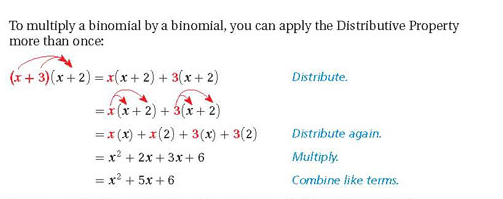 To multiply a binomial by a binomial, you can apply the Distributive Property
more than once:
(x + 3)(x + 2) = x(x + 2) + 3(x + 2) Distribute.
= x(x + 2) + 3(x + 2)
= x(x) + x(2) + 3(x) + 3(2) Distribute again.
= x² + 2x + 3x + 6 Multiply.
= x² + 5x + 6 Combine like terms.